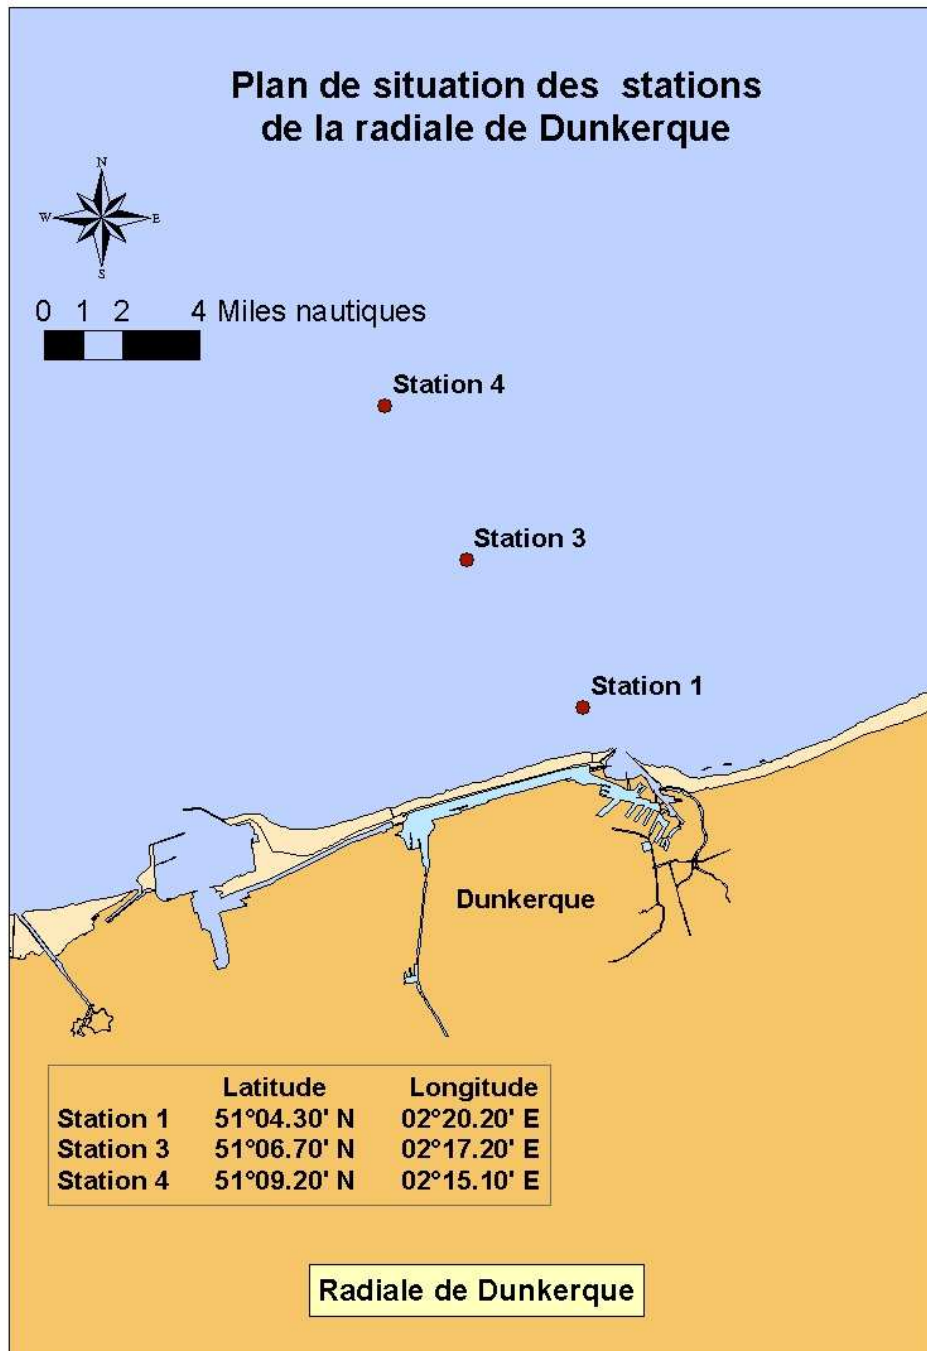 Plan de situation des stations
de la radiale de Dunkerque
N
W E
S
0 1 2 4 Miles nautiques
Station 4
Station 3
Station 1
Dunkerque
Latitude Longitude
Station 1 51°04.30' N 02°20.20' E
Station 3 51°06.70' N 02°17.20' E
Station 4 51°09.20' N 02°15.10' E
Radiale de Dunkerque